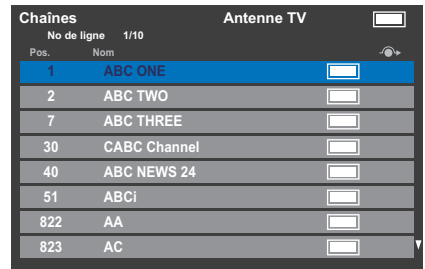 Chaînes Antenne TV
No de ligne 1/10
Pos. Nom
1 ABC ONE
2 ABC TWO
7 ABC THREE
30 CABC Channel
40 ABC NEWS 24
51 ABCi
822 AA
823 AC